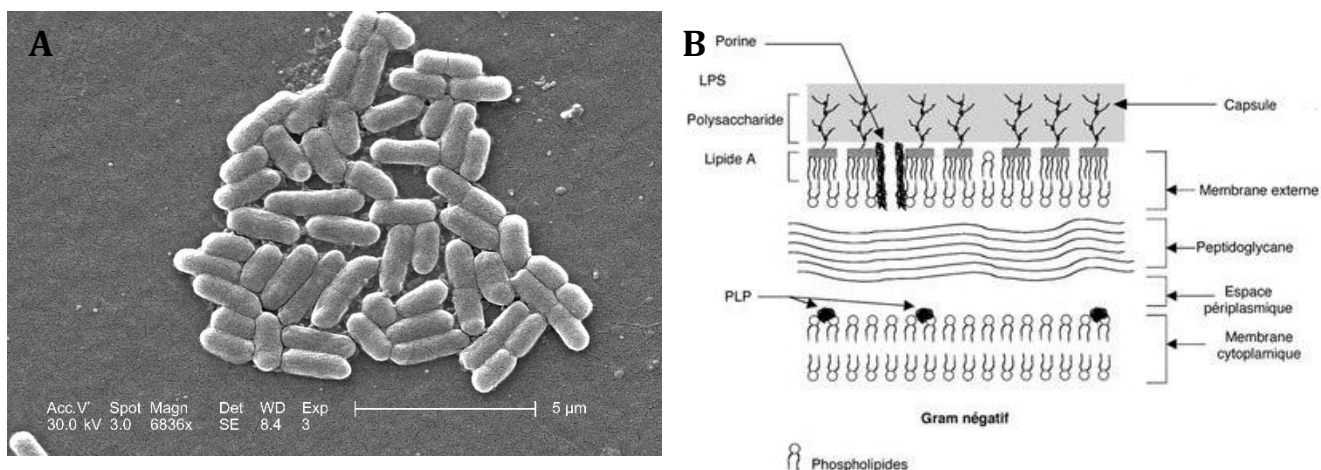 A
Acc.V Spot Magn Det WD Exp
30.0 kV 3.0 6836x SE 8.4 3
5 µm
B
Porine
LPS
Polysaccharide
Capsule
Lipide A
Membrane externe
Peptidoglycane
PLP
Espace
périplasmique
Membrane
cytoplamique
Gram négatif
Phospholipides